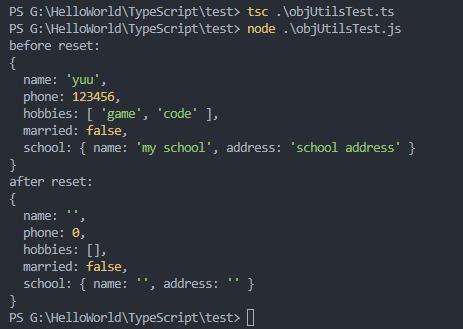 PS G:\HelloWorld\TypeScript\test> tsc .\objUtilsTest.ts
PS G:\HelloWorld\TypeScript\test> node .\objUtilsTest.js
before reset:
{
  name: 'yuu',
  phone: 123456,
  hobbies: [ 'game', 'code' ],
  married: false,
  school: { name: 'my school', address: 'school address' }
}
after reset:
{
  name: '',
  phone: 0,
  hobbies: [],
  married: false,
  school: { name: '', address: '' }
}
PS G:\HelloWorld\TypeScript\test>